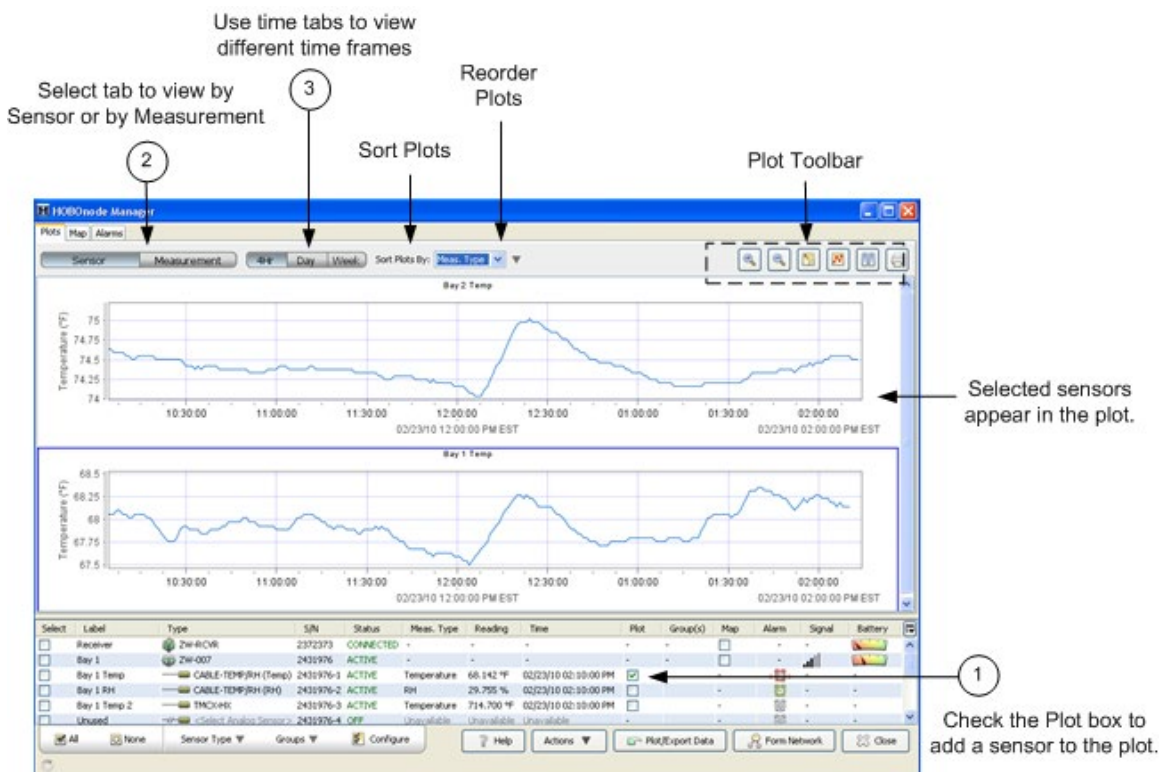 Use time tabs to view
different time frames
3
Select tab to view by
Sensor or by Measurement
2
Sort Plots
Reorder
Plots
Plot Toolbar
HOBOnode Manager
Plots Map Alarms
Sensor Measurement 4Hr Day Week Sort Plots By: Meas. Type
Bay 2 Temp
Temperature (°F)
75
74.75
74.5
74.25
74
10:30:00 11:00:00 11:30:00 12:00:00 12:30:00 01:00:00 01:30:00 02:00:00
02/23/10 12:00:00 PM EST 02/23/10 02:00:00 PM EST
Selected sensors
appear in the plot.
Bay 1 Temp
Temperature (°F)
68.5
68.25
68
67.75
67.5
10:30:00 11:00:00 11:30:00 12:00:00 12:30:00 01:00:00 01:30:00 02:00:00
02/23/10 12:00:00 PM EST 02/23/10 02:00:00 PM EST
Select Label Type S/N Status Meas. Type Reading Time Plot Group(s) Map Alarm Signal Battery
Receiver ZW-RCVR 2372373 CONNECTED - - - - - - -
Bay 1 ZW-007 2431976 ACTIVE - - - - - -
Bay 1 Temp CABLE-TEMP/RH (Temp) 2431976-1 ACTIVE Temperature 68.142 °F 02/23/10 02:10:00 PM - - - -
Bay 1 RH CABLE-TEMP/RH (RH) 2431976-2 ACTIVE RH 29.755 % 02/23/10 02:10:00 PM - - - -
Bay 1 Temp 2 TMCX-HX 2431976-3 ACTIVE Temperature 714.700 °F 02/23/10 02:10:00 PM - - - -
Unused <Select Analog Sensor> 2431976-4 OFF Unavailable Unavailable Unavailable
All None Sensor Type ▼ Groups ▼ Configure ? Help Actions ▼ Plot/Export Data Form Network Close
1
Check the Plot box to
add a sensor to the plot.